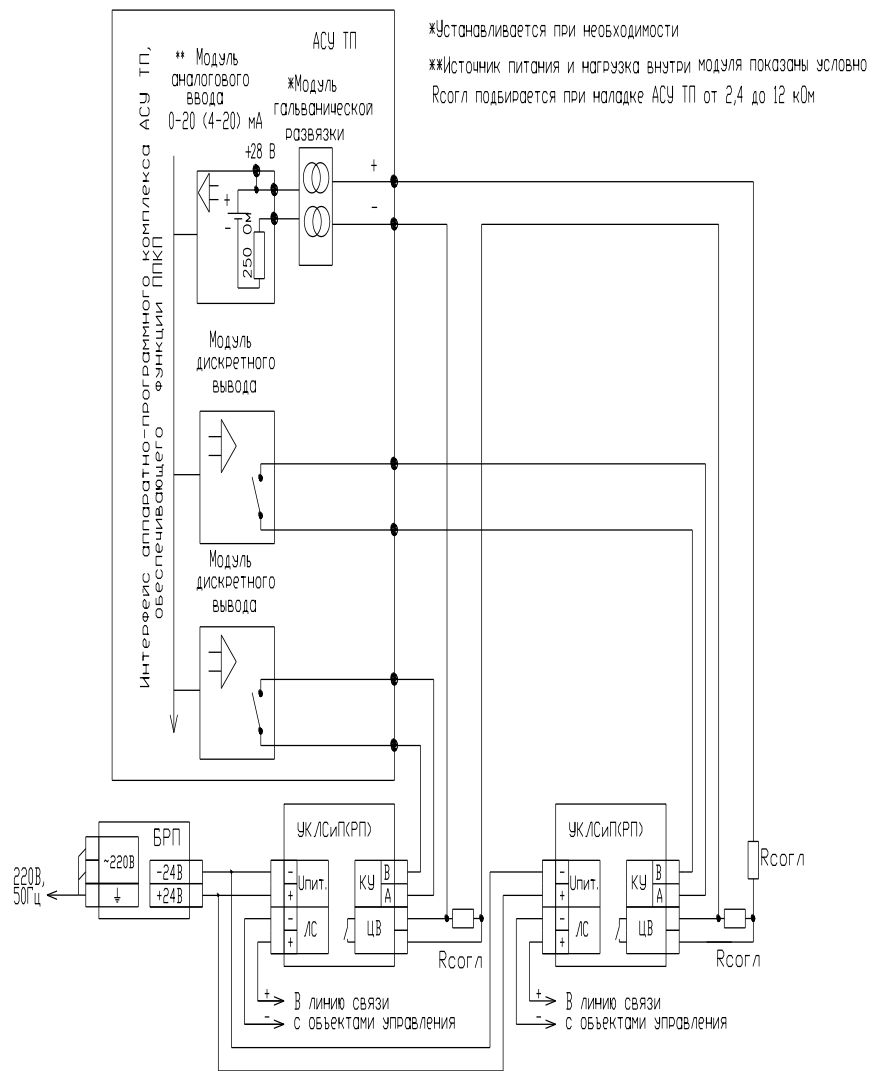 *Устанавливается при необходимости
**Источник питания и нагрузка внутри модуля показаны условно
Rсогл подбирается при наладке АСУ ТП от 2,4 до 12 кОм
АСУ ТП
Интерфейс аппаратно-программного комплекса АСУ ТП,
обеспечивающего функции ППКП
** Модуль
аналогового
ввода
0-20 (4-20) мА
*Модуль
гальванической
развязки
+28 В
+
-
+
-
250 Ом
Модуль
дискретного
вывода
Модуль
дискретного
вывода
БРП
~220В
-24В
+24В
220В,
50Гц
УКЛСиП(РП)
-
+
Uпит.
КУ
В
А
-
+
ЛС
ЦВ
Rсогл
+
В линию связи
-
с объектами управления
УКЛСиП(РП)
-
+
Uпит.
КУ
В
А
-
+
ЛС
ЦВ
Rсогл
Rсогл
+
В линию связи
-
с объектами управления